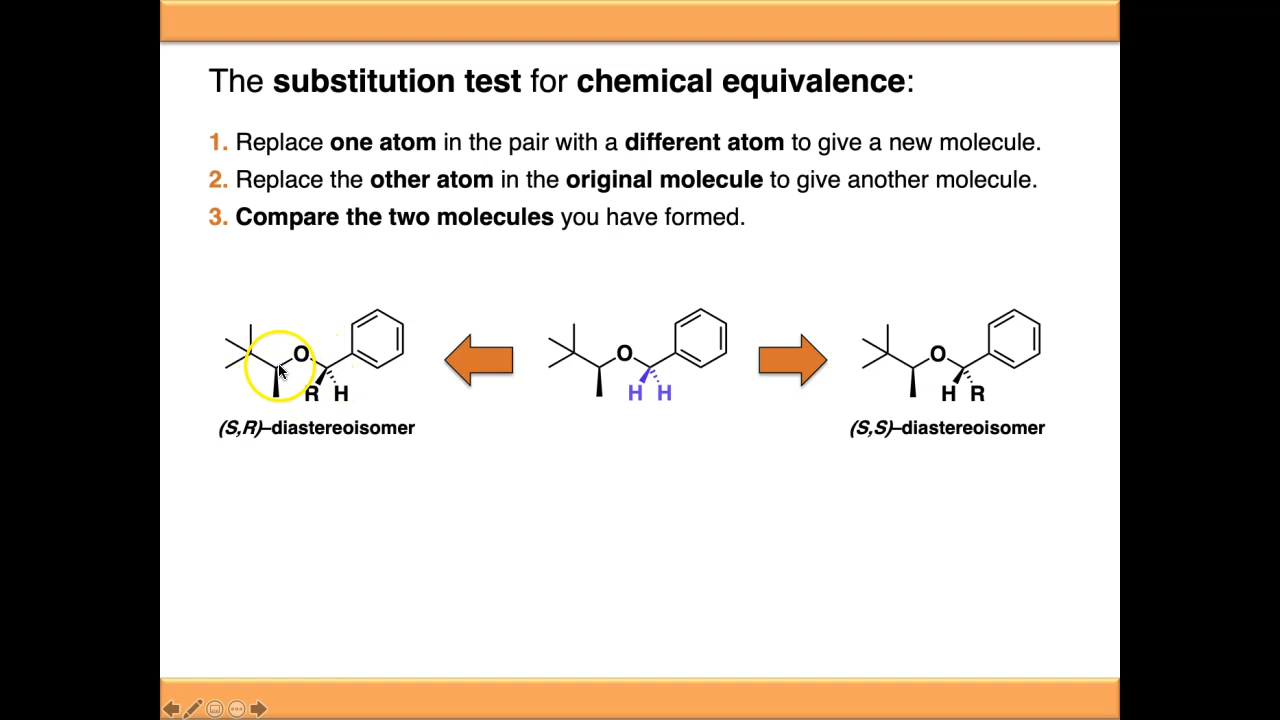 The substitution test for chemical equivalence:
1. Replace one atom in the pair with a different atom to give a new molecule.
2. Replace the other atom in the original molecule to give another molecule.
3. Compare the two molecules you have formed.
O O O
R H H H H R
(S,R)–diastereoisomer (S,S)–diastereoisomer